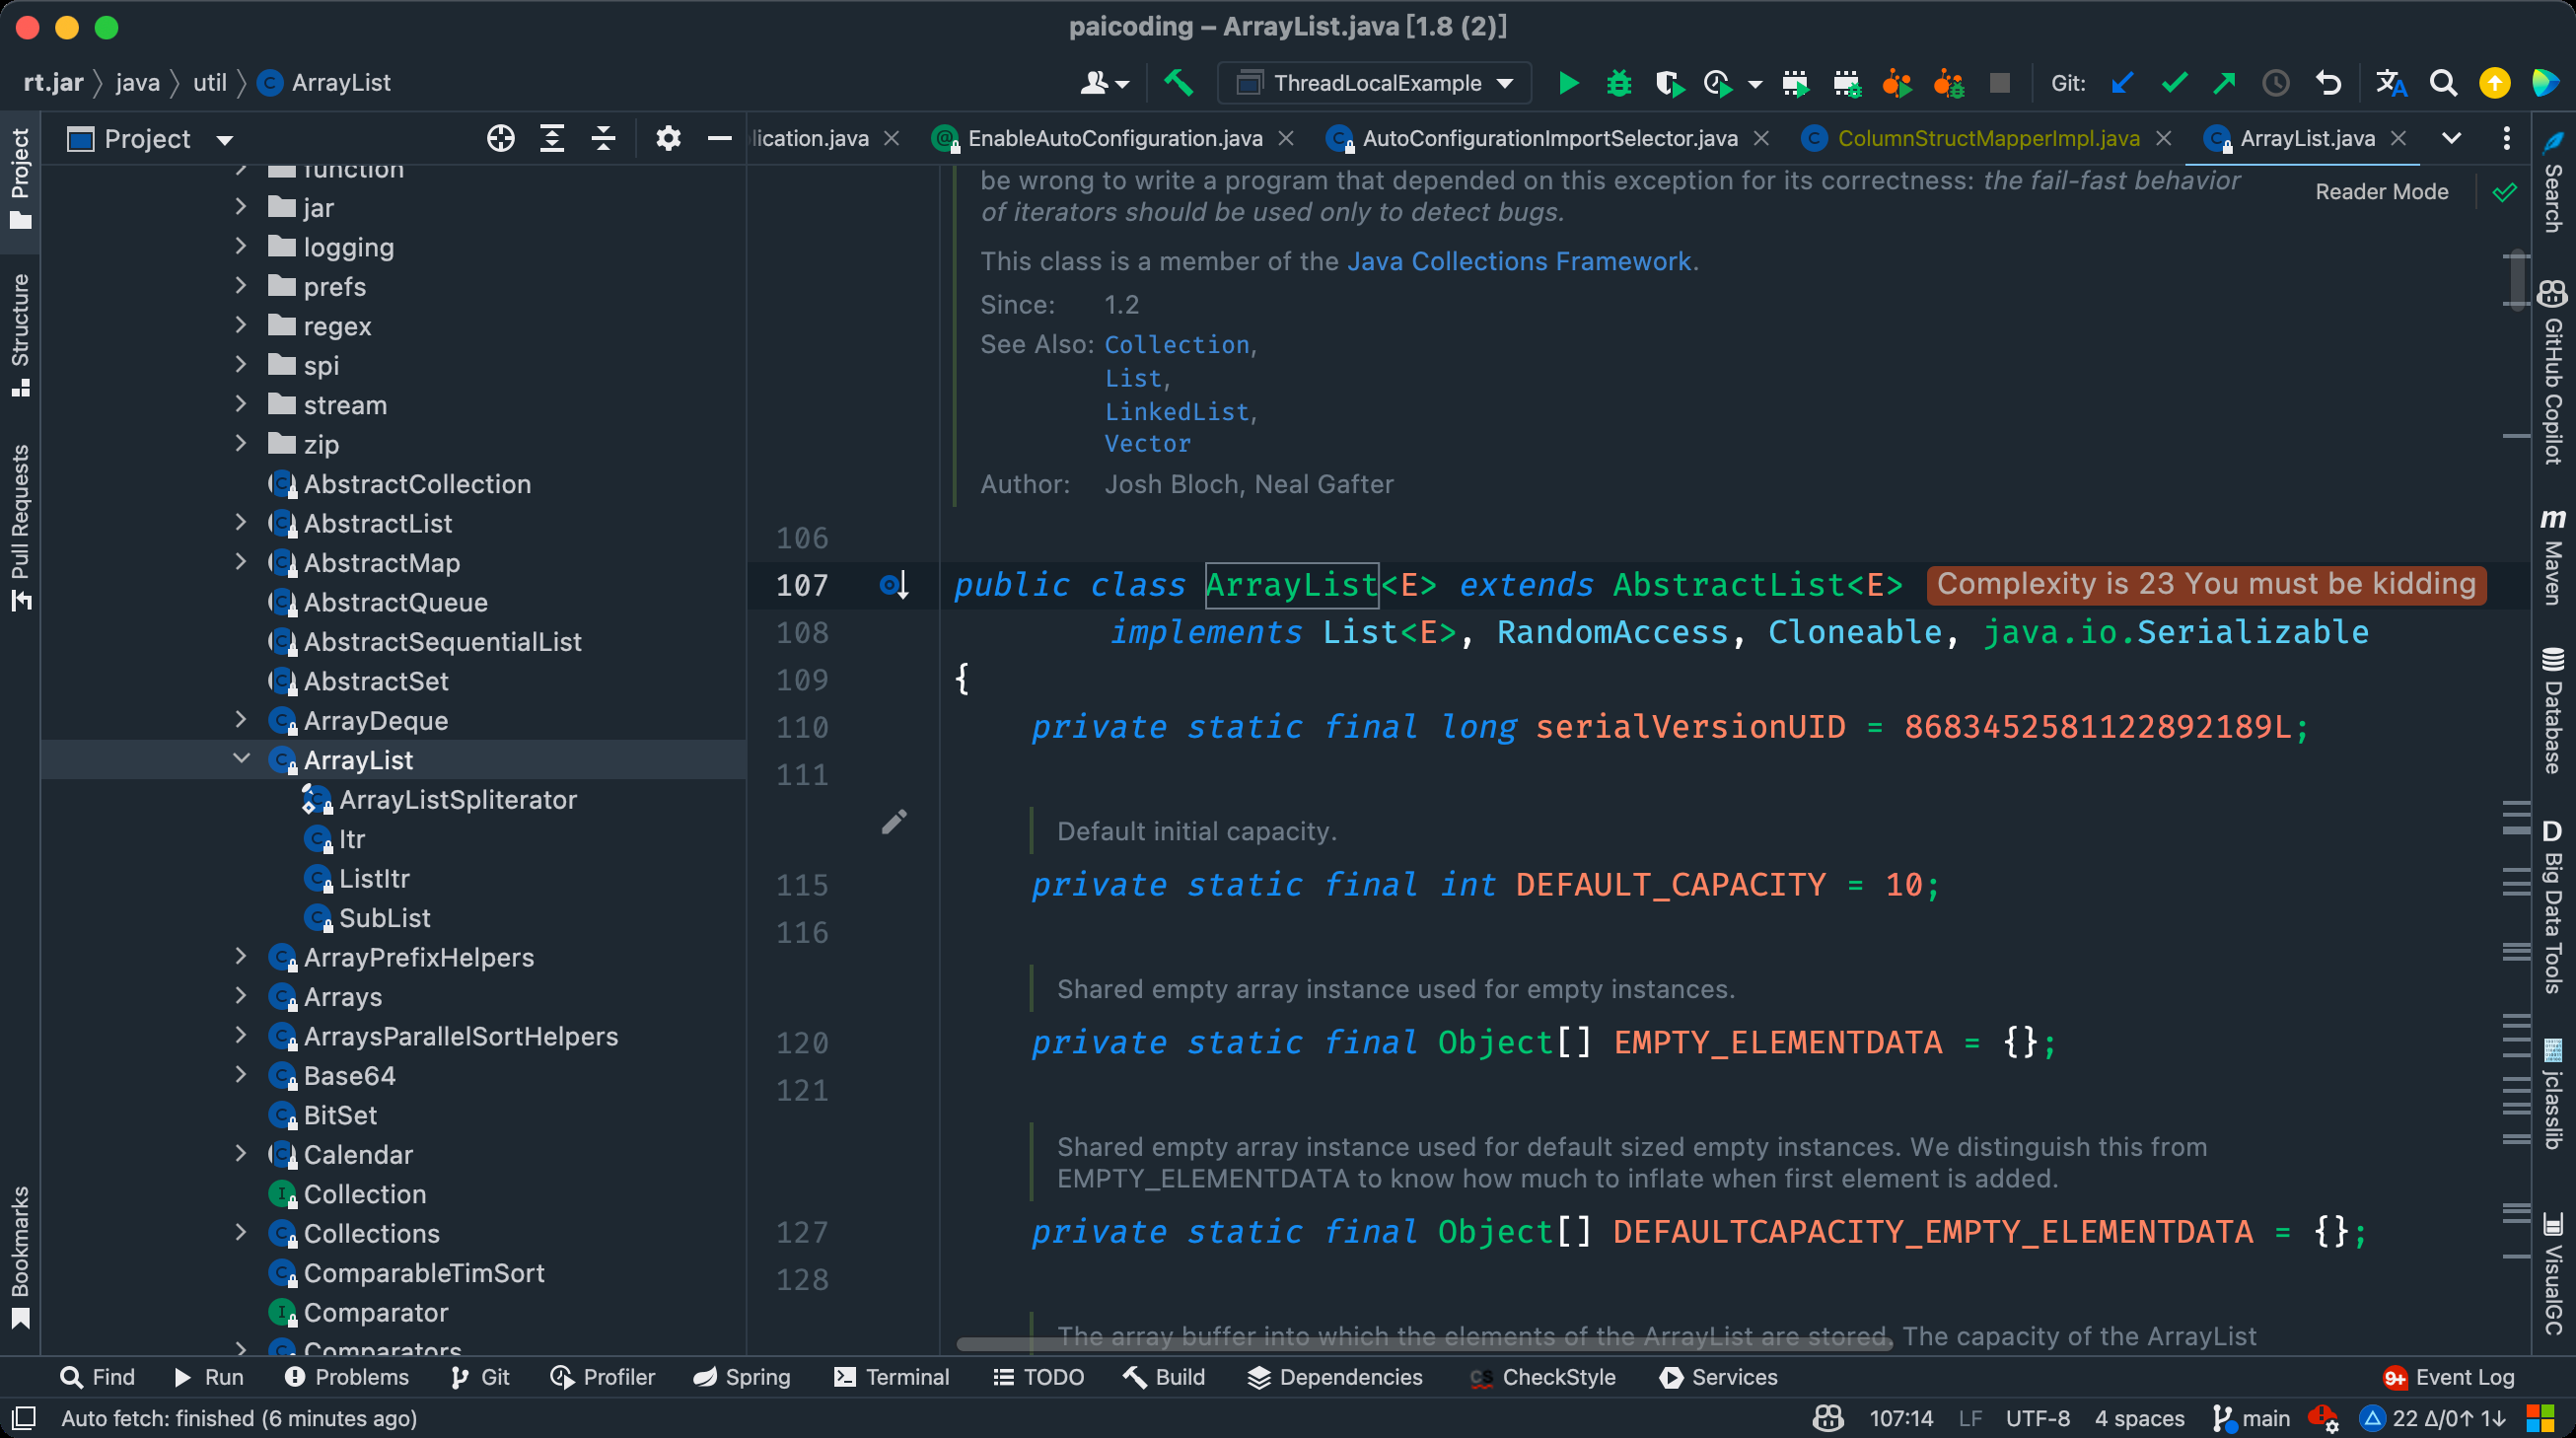 paicoding – ArrayList.java [1.8 (2)]
rt.jar java util ArrayList
ThreadLocalExample
Git:
Project
lication.java
EnableAutoConfiguration.java
AutoConfigurationImportSelector.java
ColumnStructMapperImpl.java
ArrayList.java
Reader Mode
Project
Structure
Pull Requests
Bookmarks
function
jar
logging
prefs
regex
spi
stream
zip
AbstractCollection
AbstractList
AbstractMap
AbstractQueue
AbstractSequentialList
AbstractSet
ArrayDeque
ArrayList
ArrayListSpliterator
Itr
ListItr
SubList
ArrayPrefixHelpers
Arrays
ArraysParallelSortHelpers
Base64
BitSet
Calendar
Collection
Collections
ComparableTimSort
Comparator
Comparators
be wrong to write a program that depended on this exception for its correctness: the fail-fast behavior
of iterators should be used only to detect bugs.
This class is a member of the Java Collections Framework.
Since: 1.2
See Also: Collection,
List,
LinkedList,
Vector
Author: Josh Bloch, Neal Gafter
106
107 public class ArrayList<E> extends AbstractList<E> Complexity is 23 You must be kidding
108 implements List<E>, RandomAccess, Cloneable, java.io.Serializable
109 {
110 private static final long serialVersionUID = 8683452581122892189L;
111
Default initial capacity.
115 private static final int DEFAULT_CAPACITY = 10;
116
Shared empty array instance used for empty instances.
120 private static final Object[] EMPTY_ELEMENTDATA = {};
121
Shared empty array instance used for default sized empty instances. We distinguish this from
EMPTY_ELEMENTDATA to know how much to inflate when first element is added.
127 private static final Object[] DEFAULTCAPACITY_EMPTY_ELEMENTDATA = {};
128
The array buffer into which the elements of the ArrayList are stored. The capacity of the ArrayList
Search
GitHub Copilot
m Maven
Database
D Big Data Tools
jclasslib
VisualGC
Find Run Problems Git Profiler Spring Terminal TODO Build Dependencies CS CheckStyle Services 9+ Event Log
Auto fetch: finished (6 minutes ago) 107:14 LF UTF-8 4 spaces main 22 Δ/0↑ 1↓